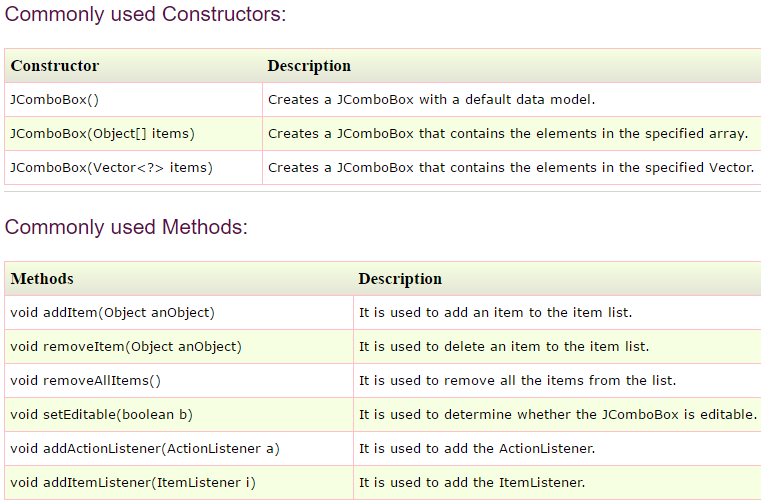 Commonly used Constructors:
Constructor Description
JComboBox() Creates a JComboBox with a default data model.
JComboBox(Object[] items) Creates a JComboBox that contains the elements in the specified array.
JComboBox(Vector<?> items) Creates a JComboBox that contains the elements in the specified Vector.
Commonly used Methods:
Methods Description
void addItem(Object anObject) It is used to add an item to the item list.
void removeItem(Object anObject) It is used to delete an item to the item list.
void removeAllItems() It is used to remove all the items from the list.
void setEditable(boolean b) It is used to determine whether the JComboBox is editable.
void addActionListener(ActionListener a) It is used to add the ActionListener.
void addItemListener(ItemListener i) It is used to add the ItemListener.